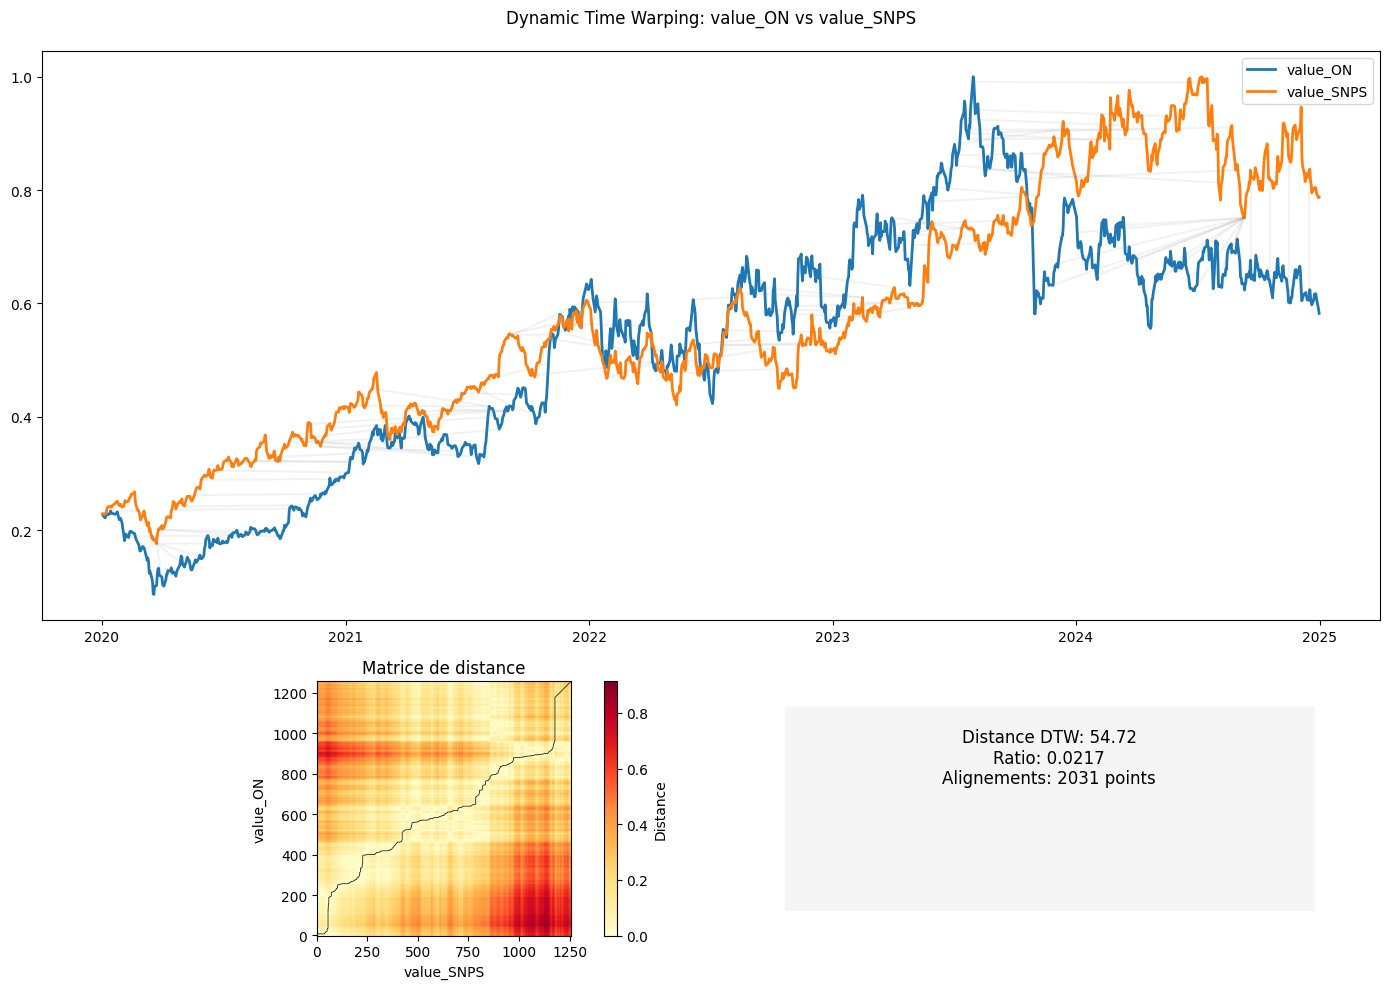 Dynamic Time Warping: value_ON vs value_SNPS
value_ON
value_SNPS
1.0
0.8
0.6
0.4
0.2
2020
2021
2022
2023
2024
2025
Matrice de distance
value_ON
1200
1000
800
600
400
200
0
0
250
500
750
1000
1250
value_SNPS
0.8
0.6
0.4
0.2
0.0
Distance
Distance DTW: 54.72
Ratio: 0.0217
Alignements: 2031 points